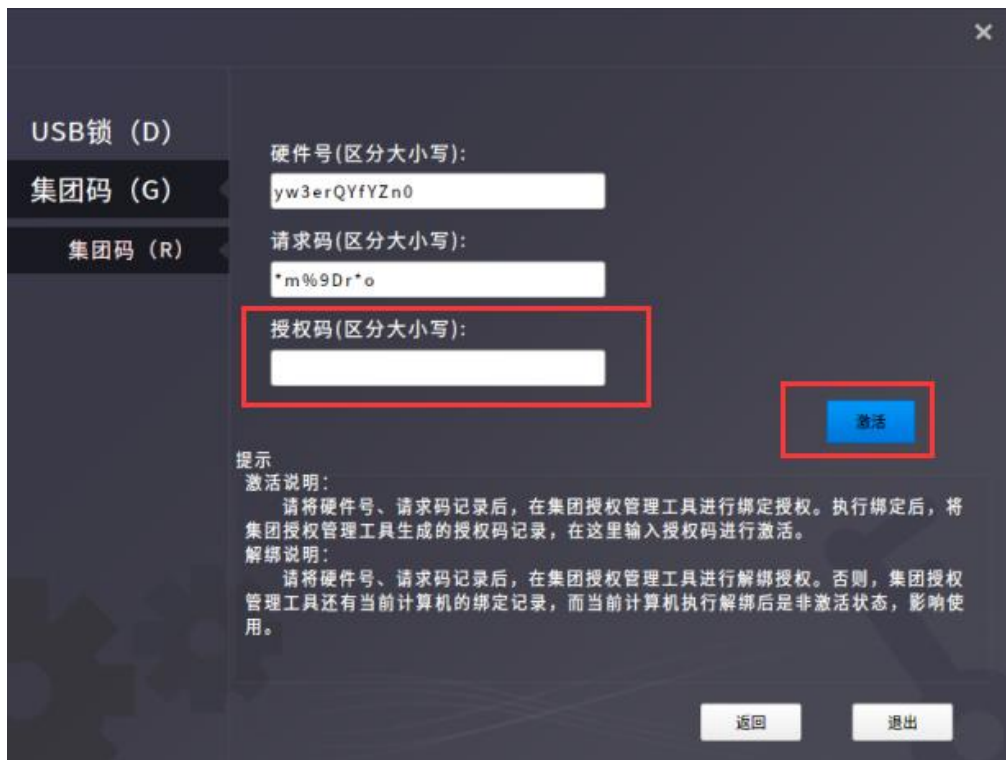 USB锁（D）
集团码（G）
集团码（R）
硬件号(区分大小写):
yw3erQYfYZn0
请求码(区分大小写):
*m%9Dr*o
授权码(区分大小写):
激活
提示
激活说明:
请将硬件号、请求码记录后，在集团授权管理工具进行绑定授权。执行绑定后，将
集团授权管理工具生成的授权码记录，在这里输入授权码进行激活。
解绑说明:
请将硬件号、请求码记录后，在集团授权管理工具进行解绑授权。否则，集团授权
管理工具还有当前计算机的绑定记录，而当前计算机执行解绑后是非激活状态，影响使
用。
返回
退出